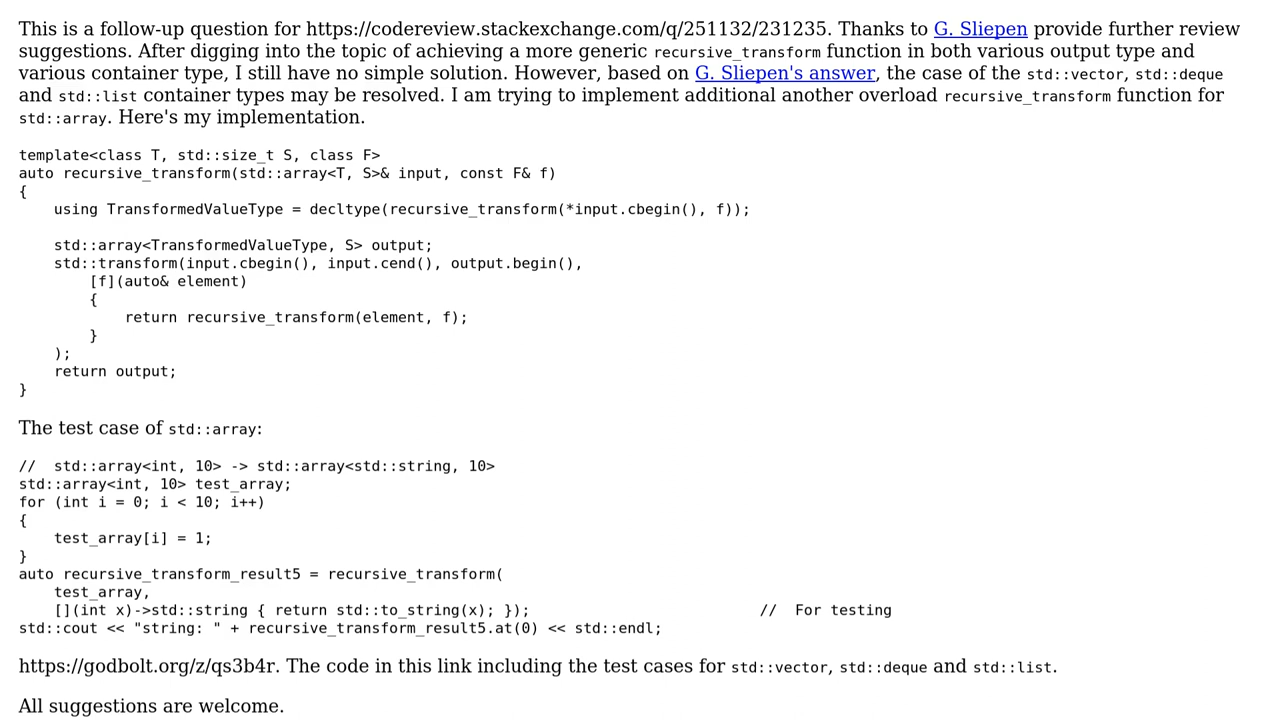 This is a follow-up question for https://codereview.stackexchange.com/q/251132/231235. Thanks to G. Sliepen provide further review
suggestions. After digging into the topic of achieving a more generic recursive_transform function in both various output type and
various container type, I still have no simple solution. However, based on G. Sliepen's answer, the case of the std::vector, std::deque
and std::list container types may be resolved. I am trying to implement additional another overload recursive_transform function for
std::array. Here's my implementation.
template<class T, std::size_t S, class F>
auto recursive_transform(std::array<T, S>& input, const F& f)
{
    using TransformedValueType = decltype(recursive_transform(*input.cbegin(), f));
    std::array<TransformedValueType, S> output;
    std::transform(input.cbegin(), input.cend(), output.begin(),
        [f](auto& element)
        {
            return recursive_transform(element, f);
        }
    );
    return output;
}
The test case of std::array:
//  std::array<int, 10> -> std::array<std::string, 10>
std::array<int, 10> test_array;
for (int i = 0; i < 10; i++)
{
    test_array[i] = 1;
}
auto recursive_transform_result5 = recursive_transform(
    test_array,
    [](int x)->std::string { return std::to_string(x); });                          //  For testing
std::cout << "string: " + recursive_transform_result5.at(0) << std::endl;
https://godbolt.org/z/qs3b4r. The code in this link including the test cases for std::vector, std::deque and std::list.
All suggestions are welcome.